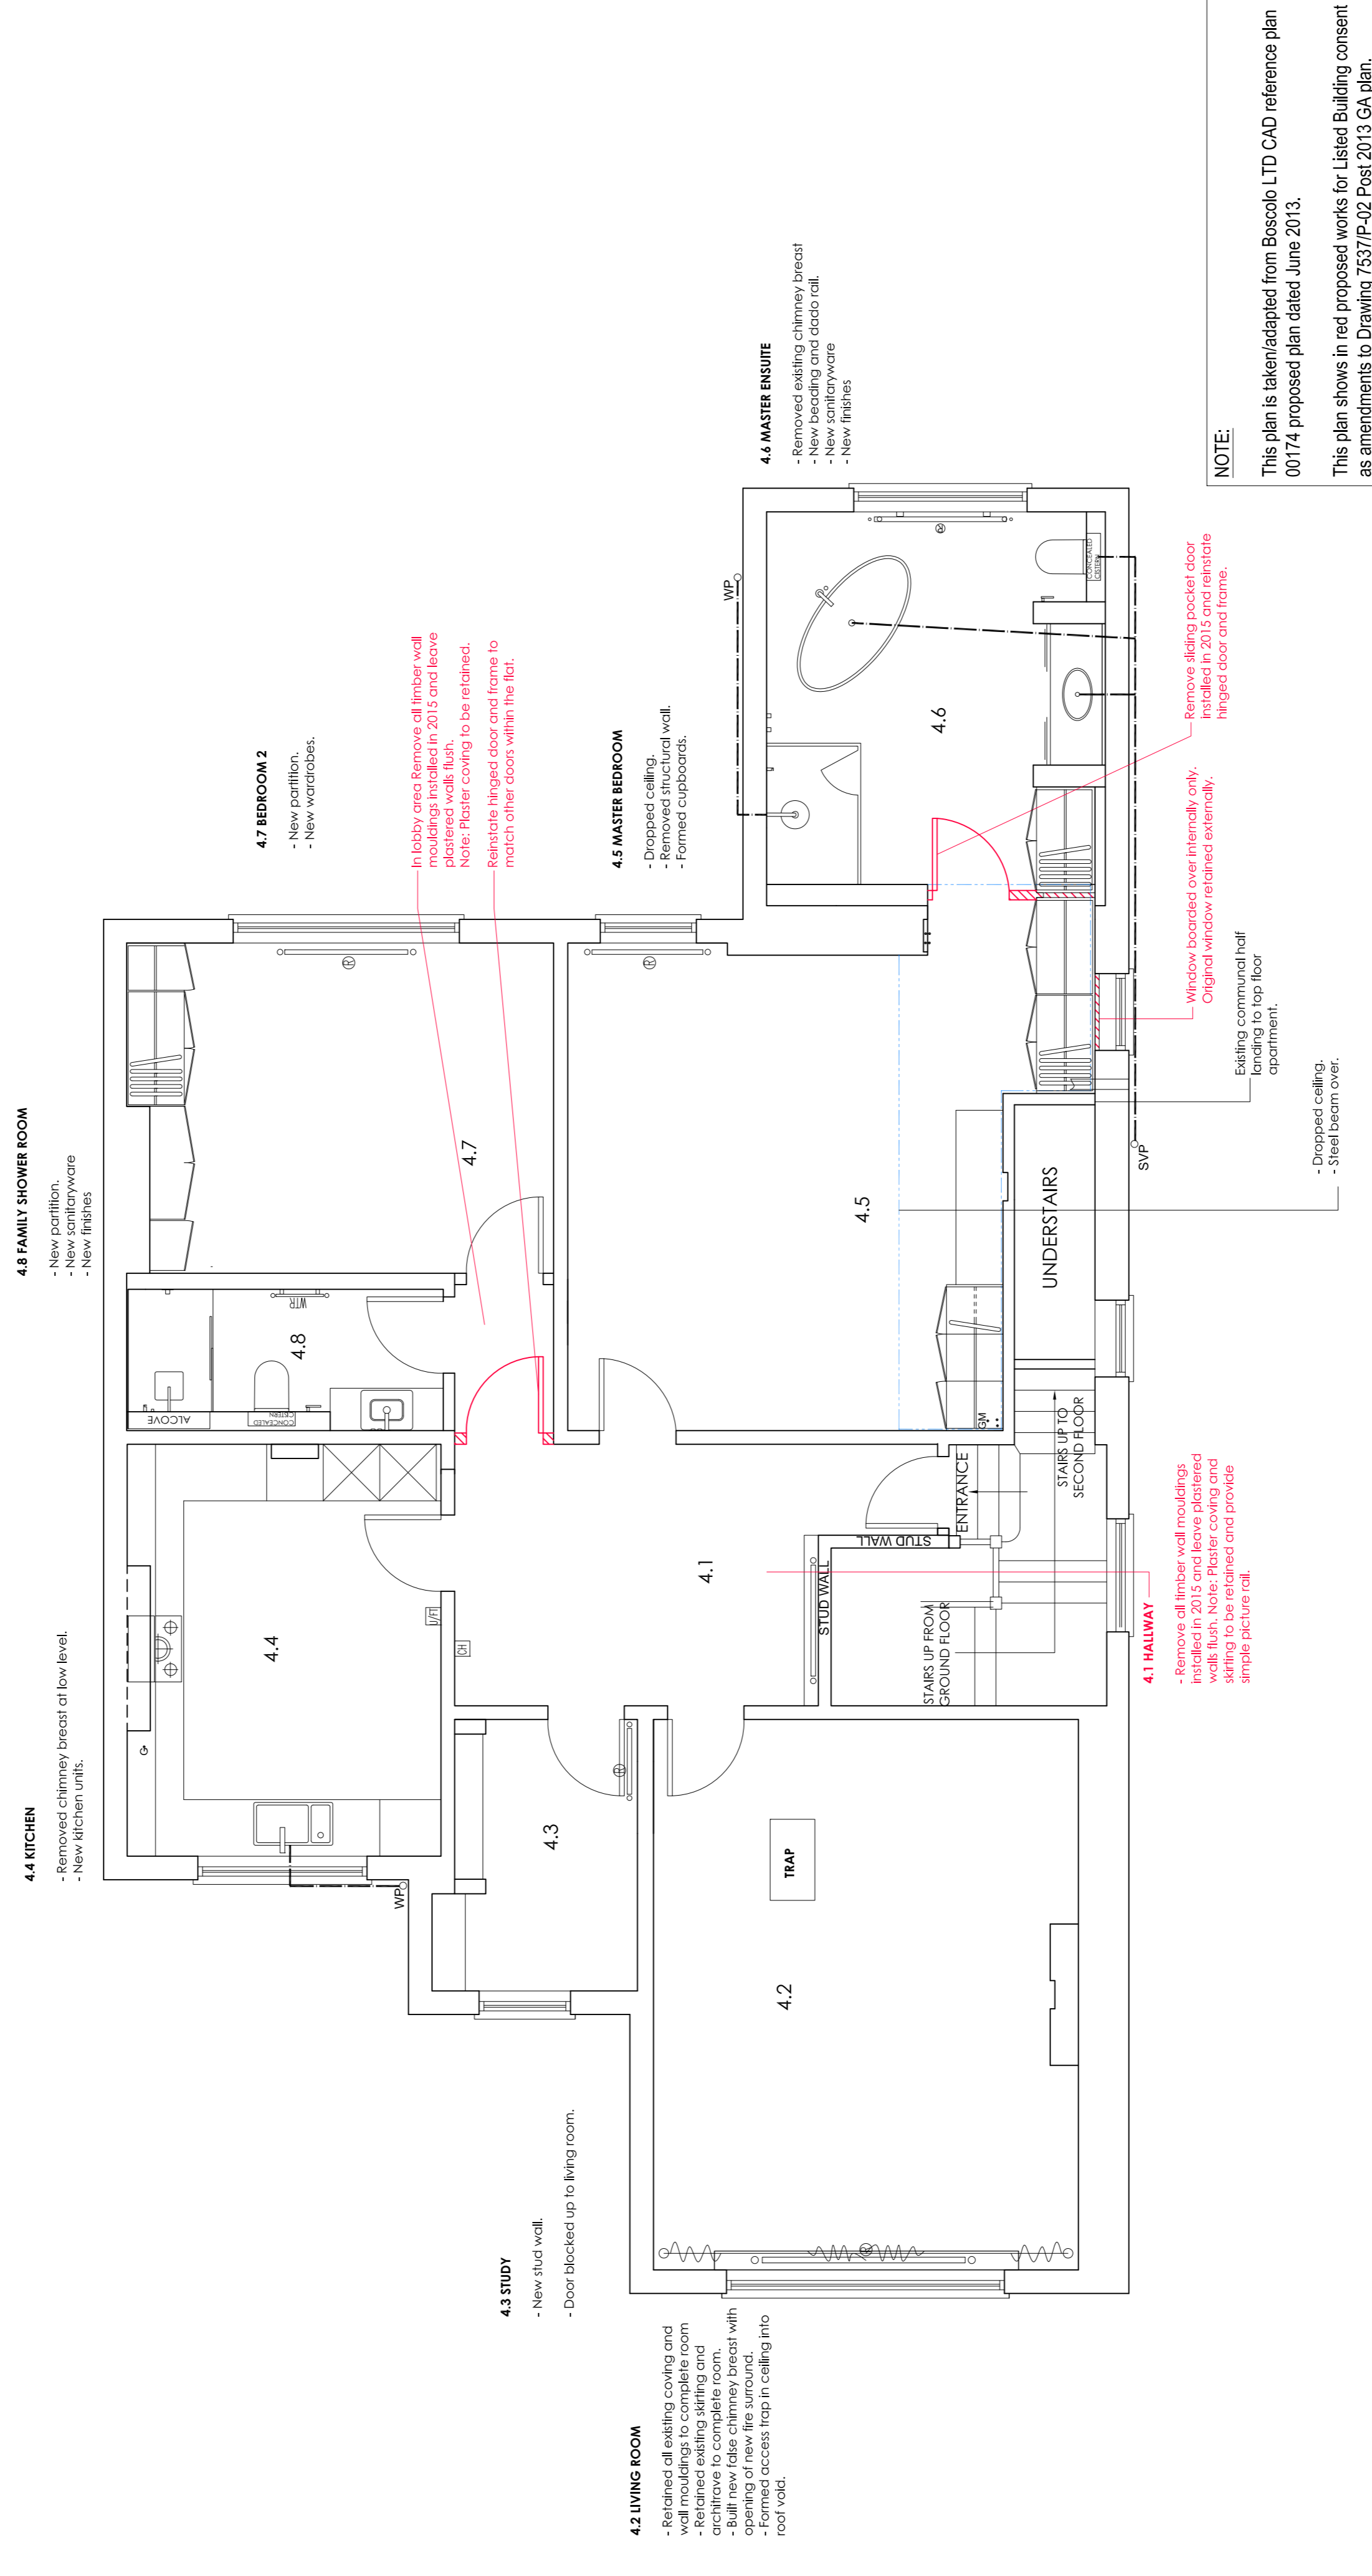 4.8 FAMILY SHOWER ROOM
- New partition.
- New sanitaryware
- New finishes
4.4 KITCHEN
- Removed chimney breast at low level.
- New kitchen units.
4.7 BEDROOM 2
- New partition.
- New wardrobes.
In lobby area Remove all timber wall
mouldings installed in 2015 and leave
plastered walls flush.
Note: Plaster coving to be retained.
Reinstate hinged door and frame to
match other doors within the flat.
4.5 MASTER BEDROOM
- Dropped ceiling.
- Removed structural wall.
- Formed cupboards.
4.6 MASTER ENSUITE
- Removed existing chimney breast
- New beading and dado rail.
- New sanitaryware
- New finishes
4.3 STUDY
- New stud wall.
- Door blocked up to living room.
4.2 LIVING ROOM
- Retained all existing coving and
wall mouldings to complete room
- Retained existing skirting and
architrave to complete room.
- Built new false chimney breast with
opening of new fire surround.
- Formed access trap in ceiling into
roof void.
4.1 HALLWAY
- Remove all timber wall mouldings
installed in 2015 and leave plastered
walls flush. Note: Plaster coving and
skirting to be retained and provide
simple picture rail.
Remove sliding pocket door
installed in 2015 and reinstate
hinged door and frame.
Window boarded over internally only.
Original window retained externally.
Existing communal half
landing to top floor
apartment.
- Dropped ceiling.
- Steel beam over.
NOTE:
This plan is taken/adapted from Boscolo LTD CAD reference plan
00174 proposed plan dated June 2013.
This plan shows in red proposed works for Listed Building consent
as amendments to Drawing 7537/P-02 Post 2013 GA plan.
ALCOVE
CONCEALED
CISTERN
WTR
4.8
4.7
R
R
WP
4.6
R
CONCEALED
CISTERN
4.4
G
U/FT
CH
WP
4.3
R
4.1
4.5
GM
STUD WALL
STUD WALL
ENTRANCE
STAIRS UP TO
SECOND FLOOR
STAIRS UP FROM
GROUND FLOOR
UNDERSTAIRS
SVP
TRAP
4.2
R